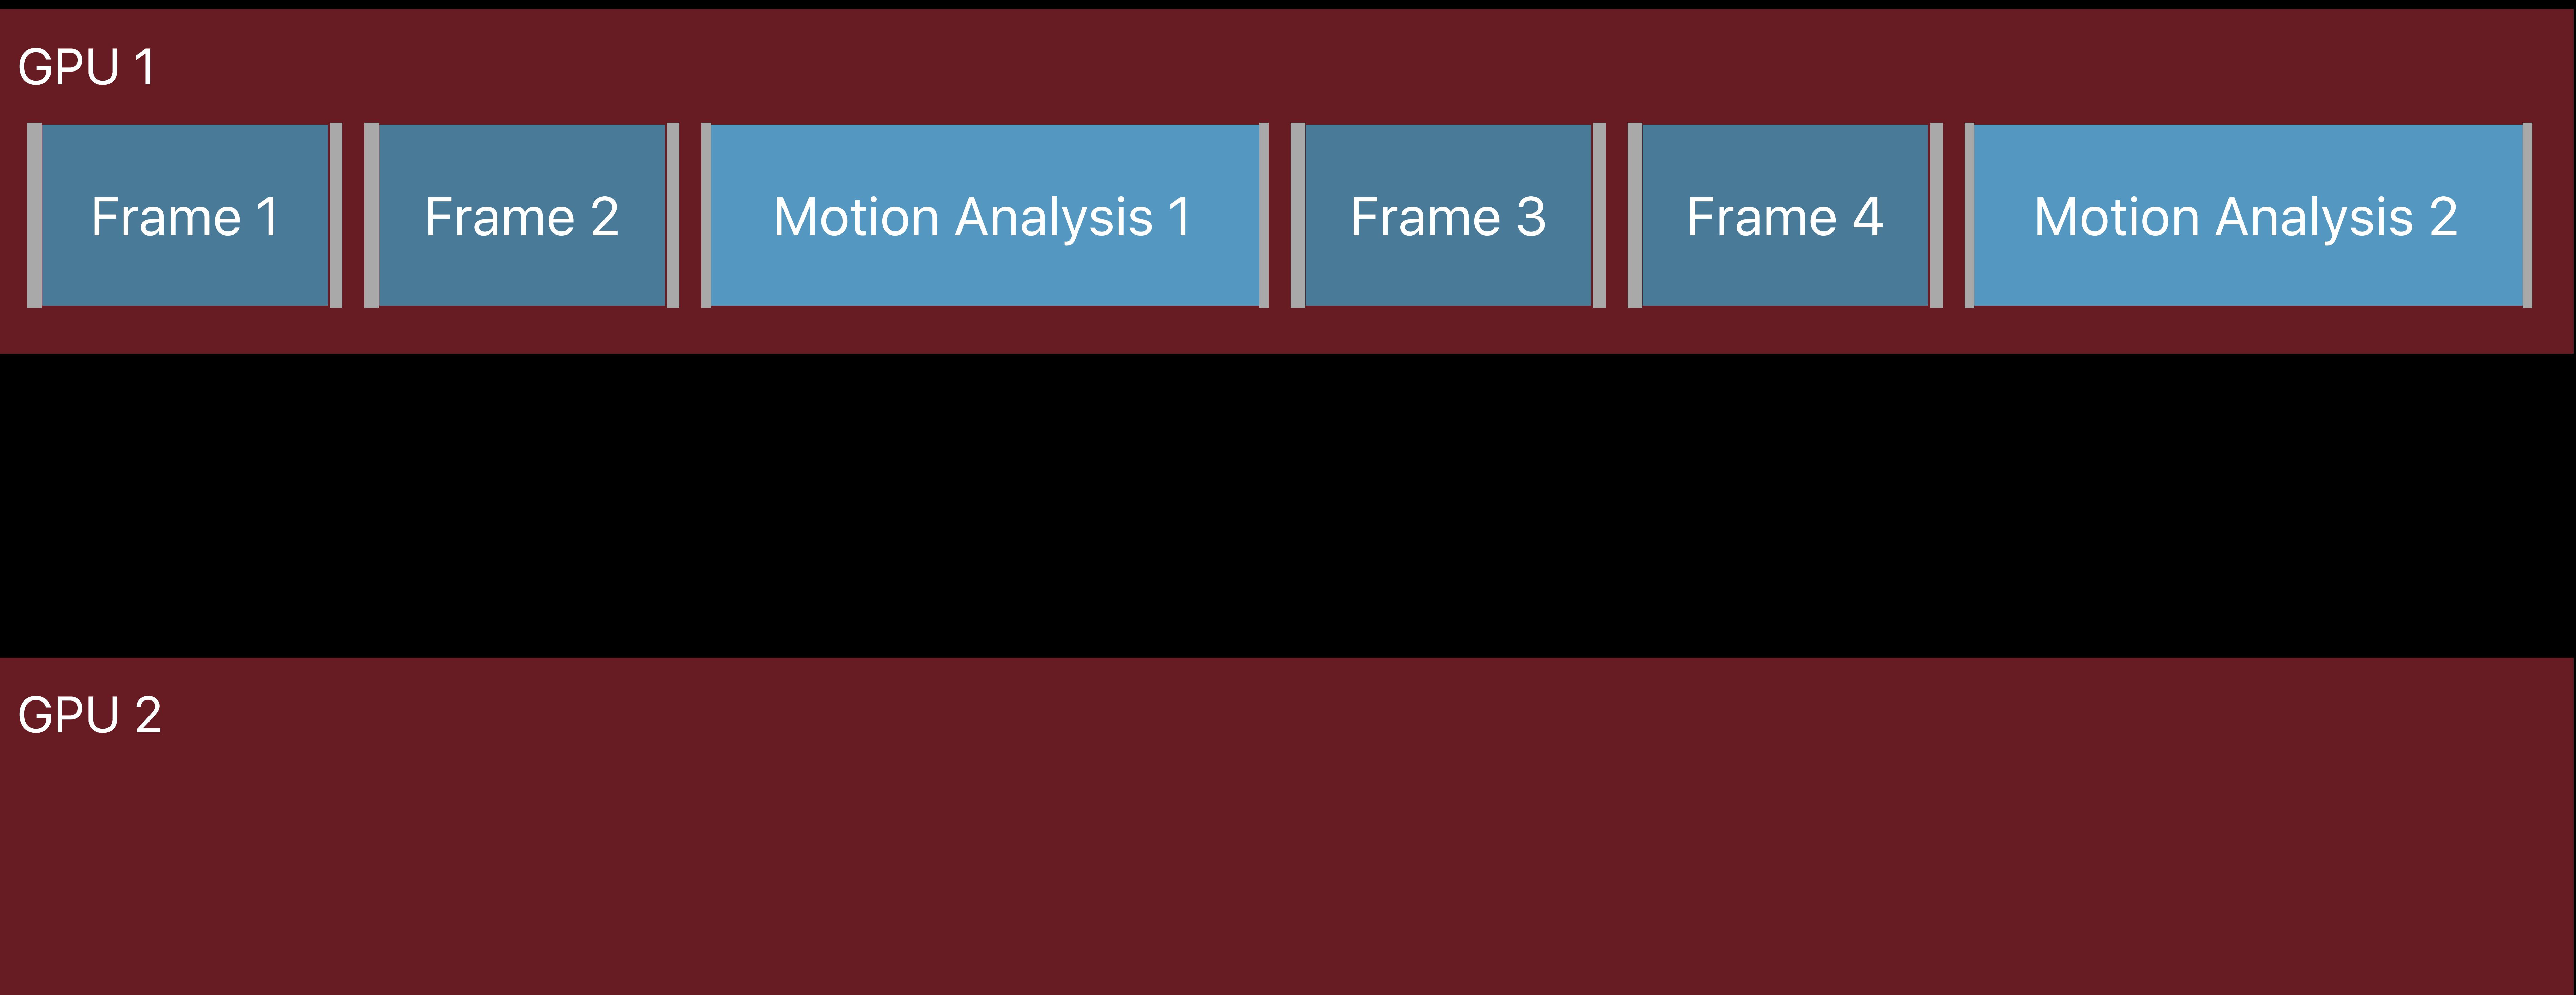 GPU 1
Frame 1
Frame 2
Motion Analysis 1
Frame 3
Frame 4
Motion Analysis 2
GPU 2